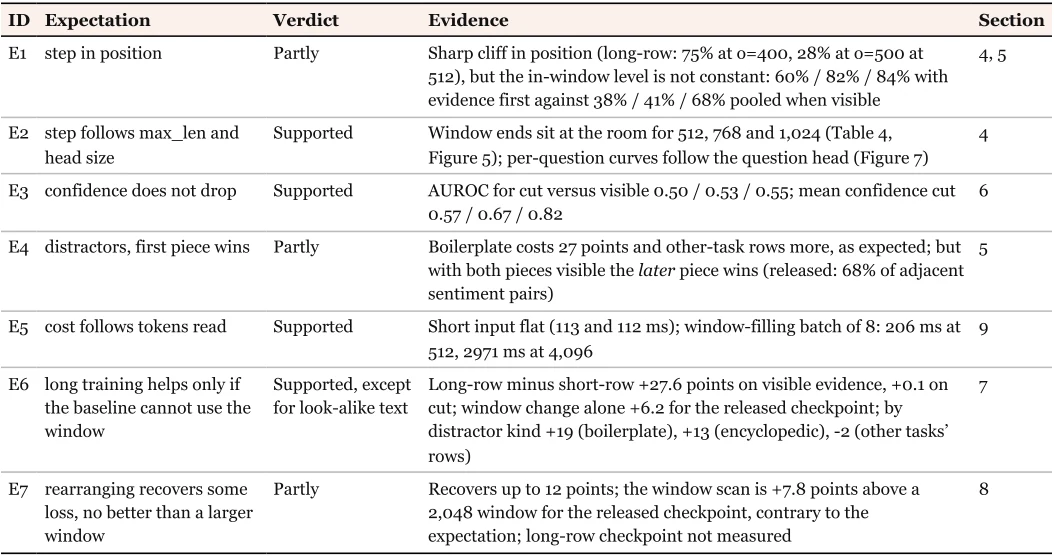 ID Expectation Verdict Evidence Section
E1 step in position Partly Sharp cliff in position (long-row: 75% at o=400, 28% at o=500 at 4, 5
512), but the in-window level is not constant: 60% / 82% / 84% with
evidence first against 38% / 41% / 68% pooled when visible
E2 step follows max_len and Supported Window ends sit at the room for 512, 768 and 1,024 (Table 4, 4
head size Figure 5); per-question curves follow the question head (Figure 7)
E3 confidence does not drop Supported AUROC for cut versus visible 0.50 / 0.53 / 0.55; mean confidence cut 6
0.57 / 0.67 / 0.82
E4 distractors, first piece wins Partly Boilerplate costs 27 points and other-task rows more, as expected; but 5
with both pieces visible the later piece wins (released: 68% of adjacent
sentiment pairs)
E5 cost follows tokens read Supported Short input flat (113 and 112 ms); window-filling batch of 8: 206 ms at 9
512, 2971 ms at 4,096
E6 long training helps only if Supported, except Long-row minus short-row +27.6 points on visible evidence, +0.1 on 7
the baseline cannot use the for look-alike text cut; window change alone +6.2 for the released checkpoint; by
window distractor kind +19 (boilerplate), +13 (encyclopedic), -2 (other tasks’
rows)
E7 rearranging recovers some Partly Recovers up to 12 points; the window scan is +7.8 points above a 8
loss, no better than a larger 2,048 window for the released checkpoint, contrary to the
window expectation; long-row checkpoint not measured